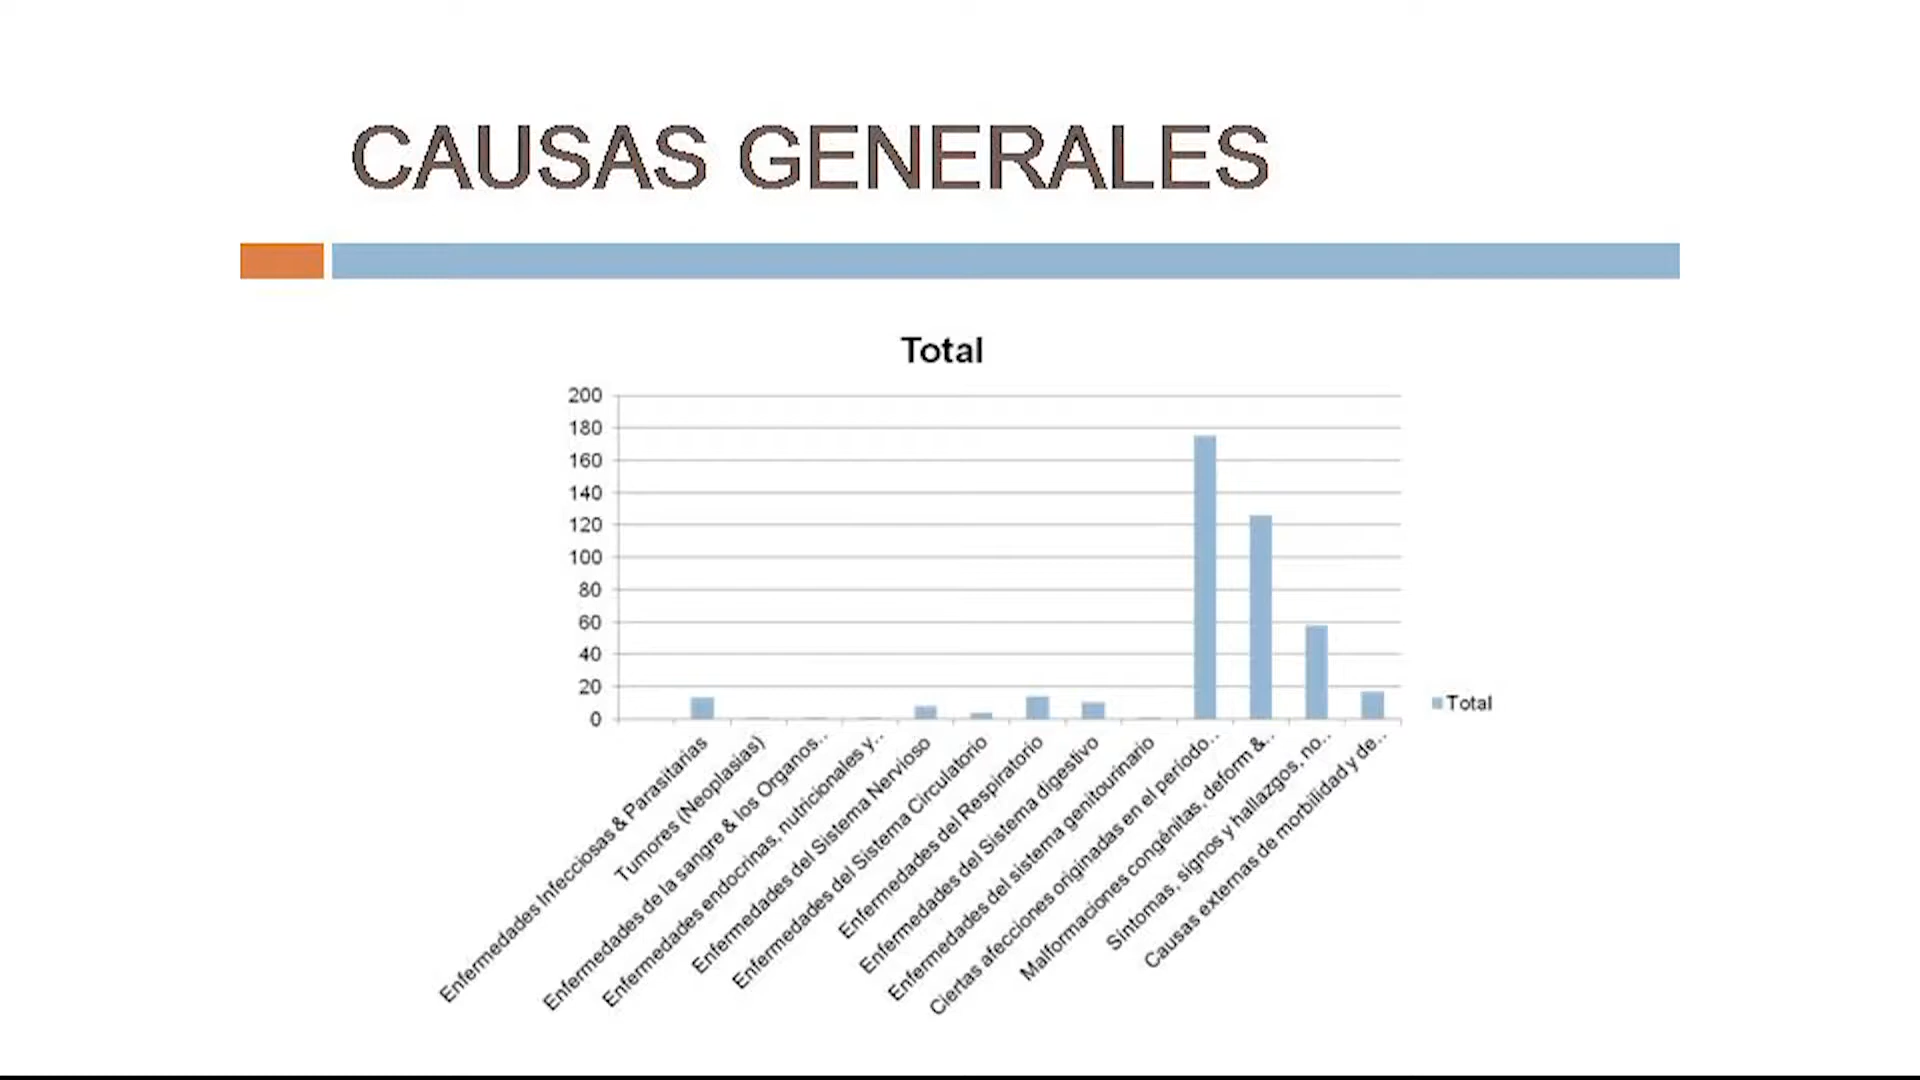 CAUSAS GENERALES
Total
200
180
160
140
120
100
80
60
40
20
0
Total
Enfermedades Infecciosas & Parasitarias
Tumores (Neoplasias)
Enfermedades de la sangre & los Organos..
Enfermedades endocrinas, nutricionales y..
Enfermedades del Sistema Nervioso
Enfermedades del Sistema Circulatorio
Enfermedades del Respiratorio
Enfermedades del Sistema digestivo
Enfermedades del sistema genitourinario
Ciertas afecciones originadas en el periodo..
Malformaciones congénitas, deform &..
Síntomas, signos y hallazgos, no..
Causas externas de morbilidad y de..